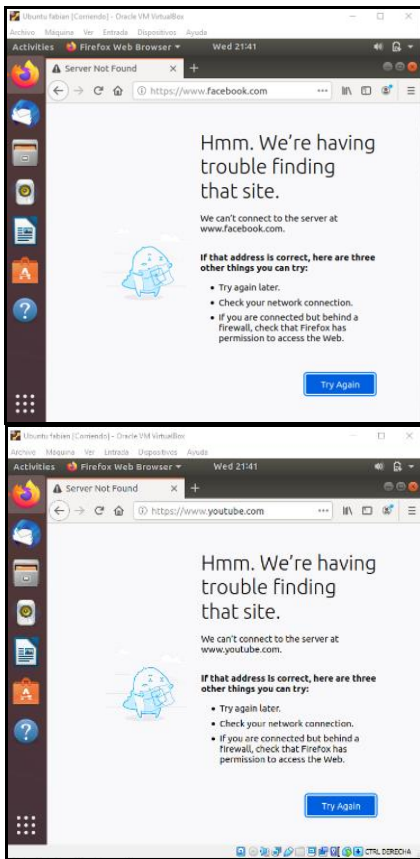 Ubuntu fabian [Corriendo] - Oracle VM VirtualBox
Archivo Máquina Ver Entrada Dispositivos Ayuda
Activities Firefox Web Browser Wed 21:41
Server Not Found
https://www.facebook.com
Hmm. We're having
trouble finding
that site.
We can't connect to the server at
www.facebook.com.
If that address is correct, here are three
other things you can try:
• Try again later.
• Check your network connection.
• If you are connected but behind a
firewall, check that Firefox has
permission to access the Web.
Try Again
Ubuntu fabian [Corriendo] - Oracle VM VirtualBox
Archivo Máquina Ver Entrada Dispositivos Ayuda
Activities Firefox Web Browser Wed 21:41
Server Not Found
https://www.youtube.com
Hmm. We're having
trouble finding
that site.
We can't connect to the server at
www.youtube.com.
If that address is correct, here are three
other things you can try:
• Try again later.
• Check your network connection.
• If you are connected but behind a
firewall, check that Firefox has
permission to access the Web.
Try Again
CTRL DERECHA